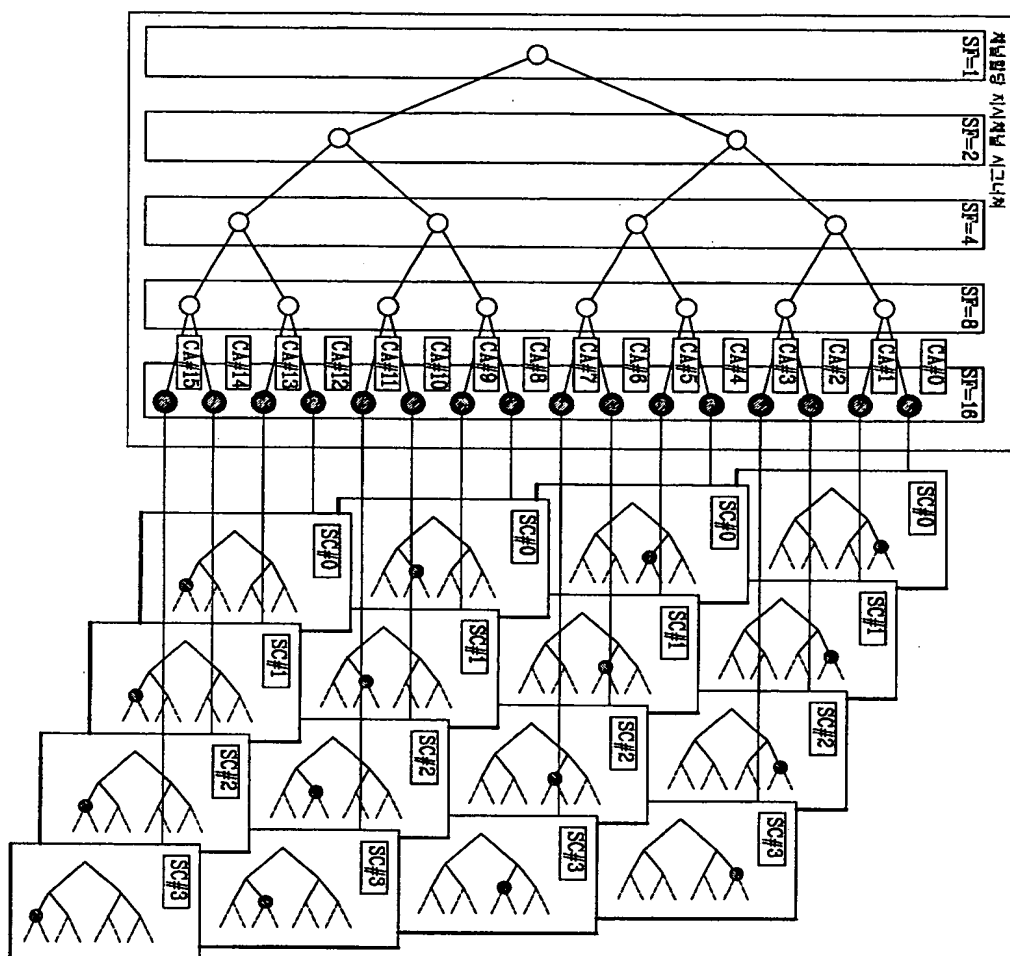 채널할당 지시채널 시그니처
SF=1
SF=2
SF=4
SF=8
SF=16
CA#0
CA#1
CA#2
CA#3
CA#4
CA#5
CA#6
CA#7
CA#8
CA#9
CA#10
CA#11
CA#12
CA#13
CA#14
CA#15
SC#0
SC#1
SC#2
SC#3
SC#0
SC#1
SC#2
SC#3
SC#0
SC#1
SC#2
SC#3
SC#0
SC#1
SC#2
SC#3